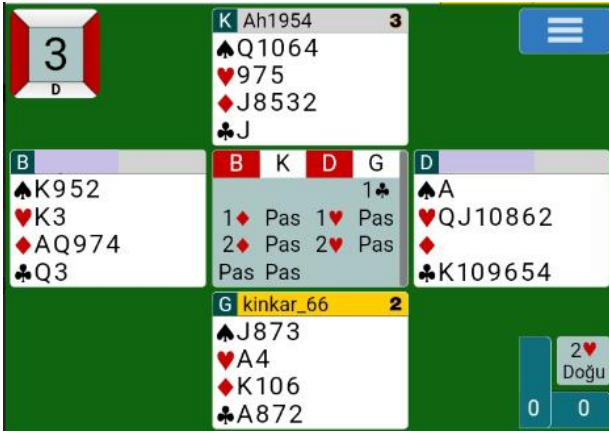 3
D
K Ah1954 3
♠Q1064
♥975
♦J8532
♣J
B
♠K952
♥K3
♦AQ974
♣Q3
B K D G
1♣
1♦ Pas 1♥ Pas
2♦ Pas 2♥ Pas
Pas Pas
D
♠A
♥QJ10862
♦
♣K109654
G kinkar_66 2
♠J873
♥A4
♦K106
♣A872
2♥
Doğu
0 0